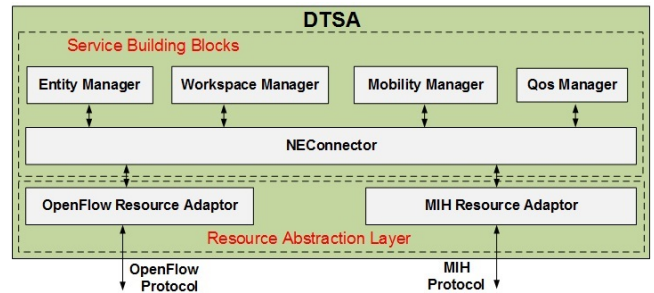 DTSA
Service Building Blocks
Entity Manager
Workspace Manager
Mobility Manager
Qos Manager
NEConnector
OpenFlow Resource Adaptor
MIH Resource Adaptor
Resource Abstraction Layer
OpenFlow
Protocol
MIH
Protocol